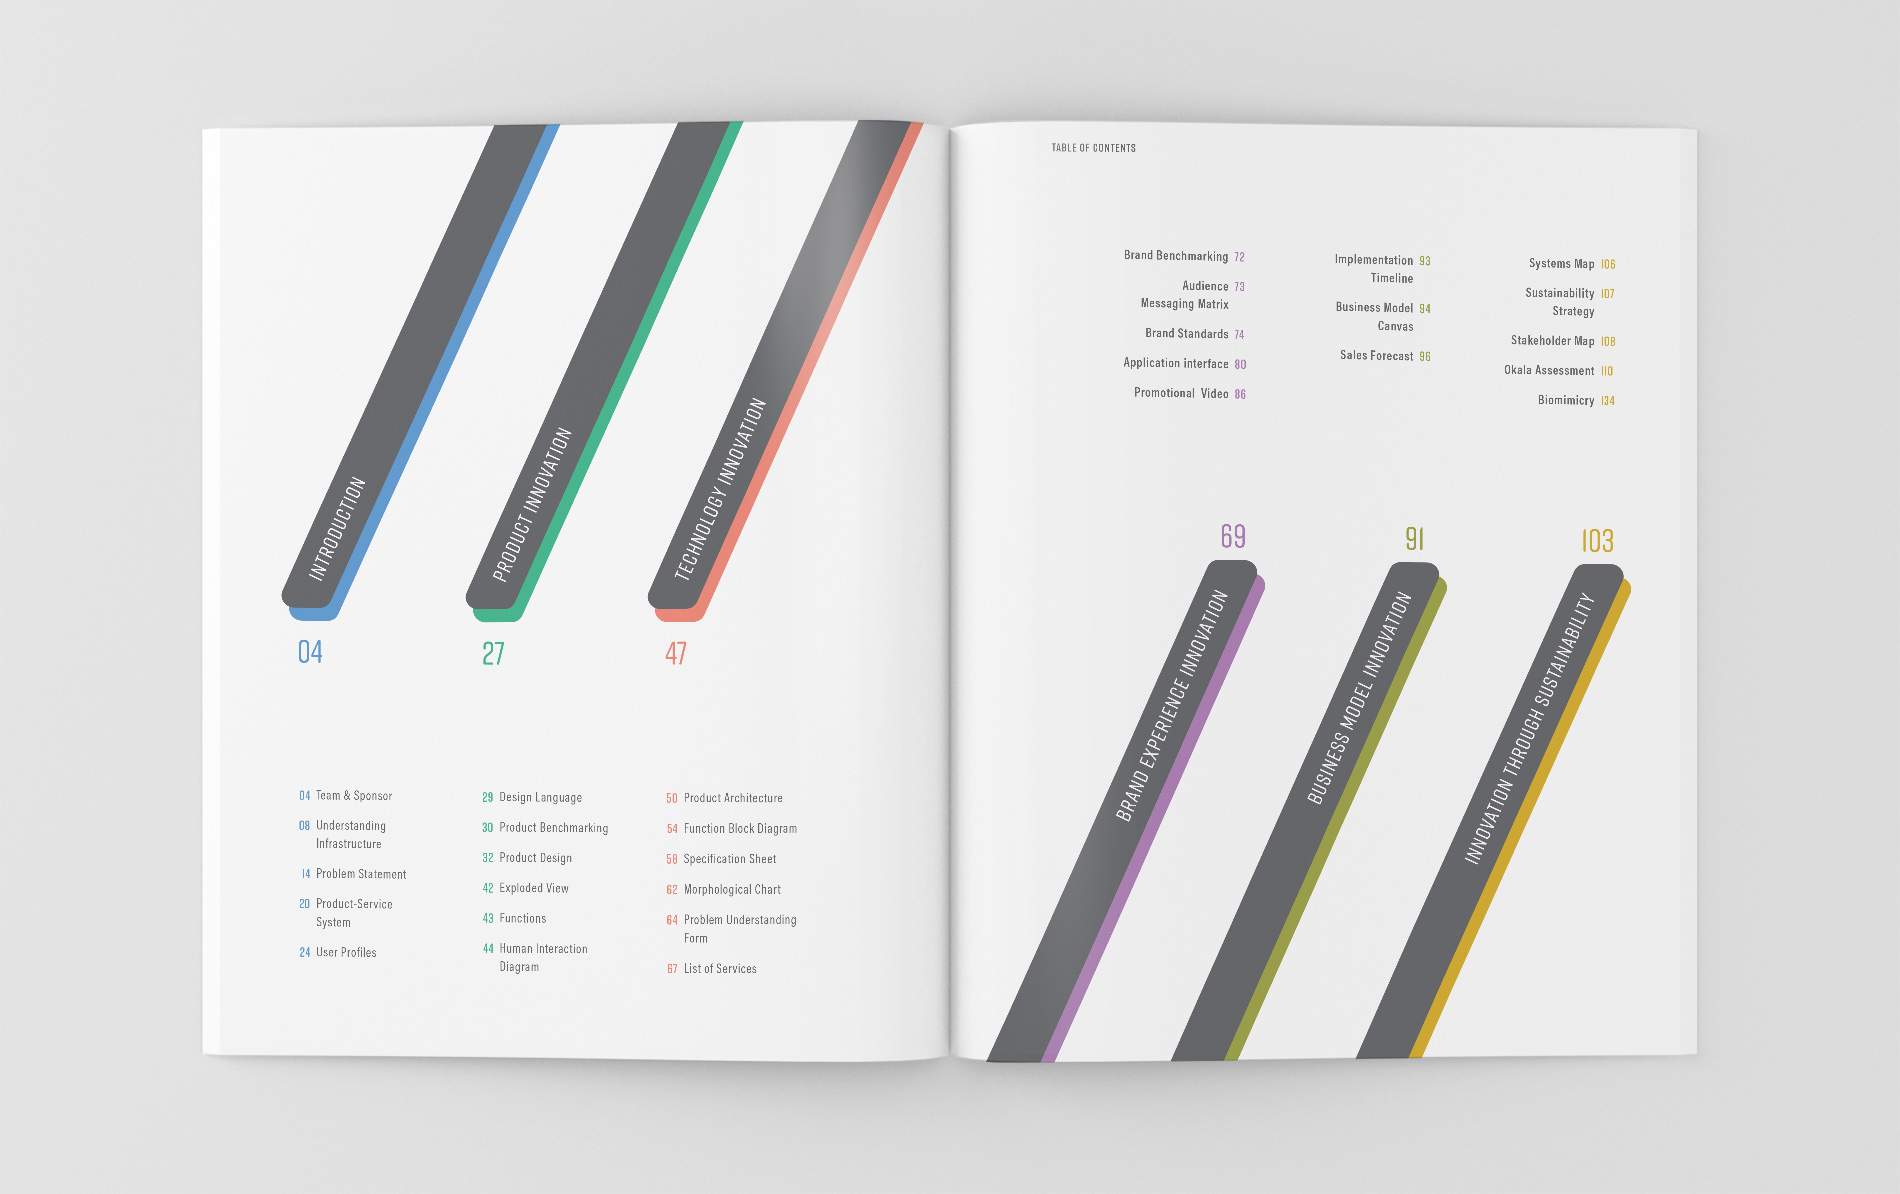 INTRODUCTION
04
04 Team & Sponsor
08 Understanding
Infrastructure
14 Problem Statement
20 Product-Service
System
24 User Profiles
PRODUCT INNOVATION
27
29 Design Language
30 Product Benchmarking
32 Product Design
42 Exploded View
43 Functions
44 Human Interaction
Diagram
TECHNOLOGY INNOVATION
47
50 Product Architecture
54 Function Block Diagram
58 Specification Sheet
62 Morphological Chart
64 Problem Understanding
Form
67 List of Services
TABLE OF CONTENTS
Brand Benchmarking 72
Audience 73
Messaging Matrix
Brand Standards 74
Application interface 80
Promotional Video 86
69
BRAND EXPERIENCE INNOVATION
Implementation 93
Timeline
Business Model 94
Canvas
Sales Forecast 96
91
BUSINESS MODEL INNOVATION
Systems Map 106
Sustainability 107
Strategy
Stakeholder Map 108
Okala Assessment 110
Biomimicry 134
103
INNOVATION THROUGH SUSTAINABILITY